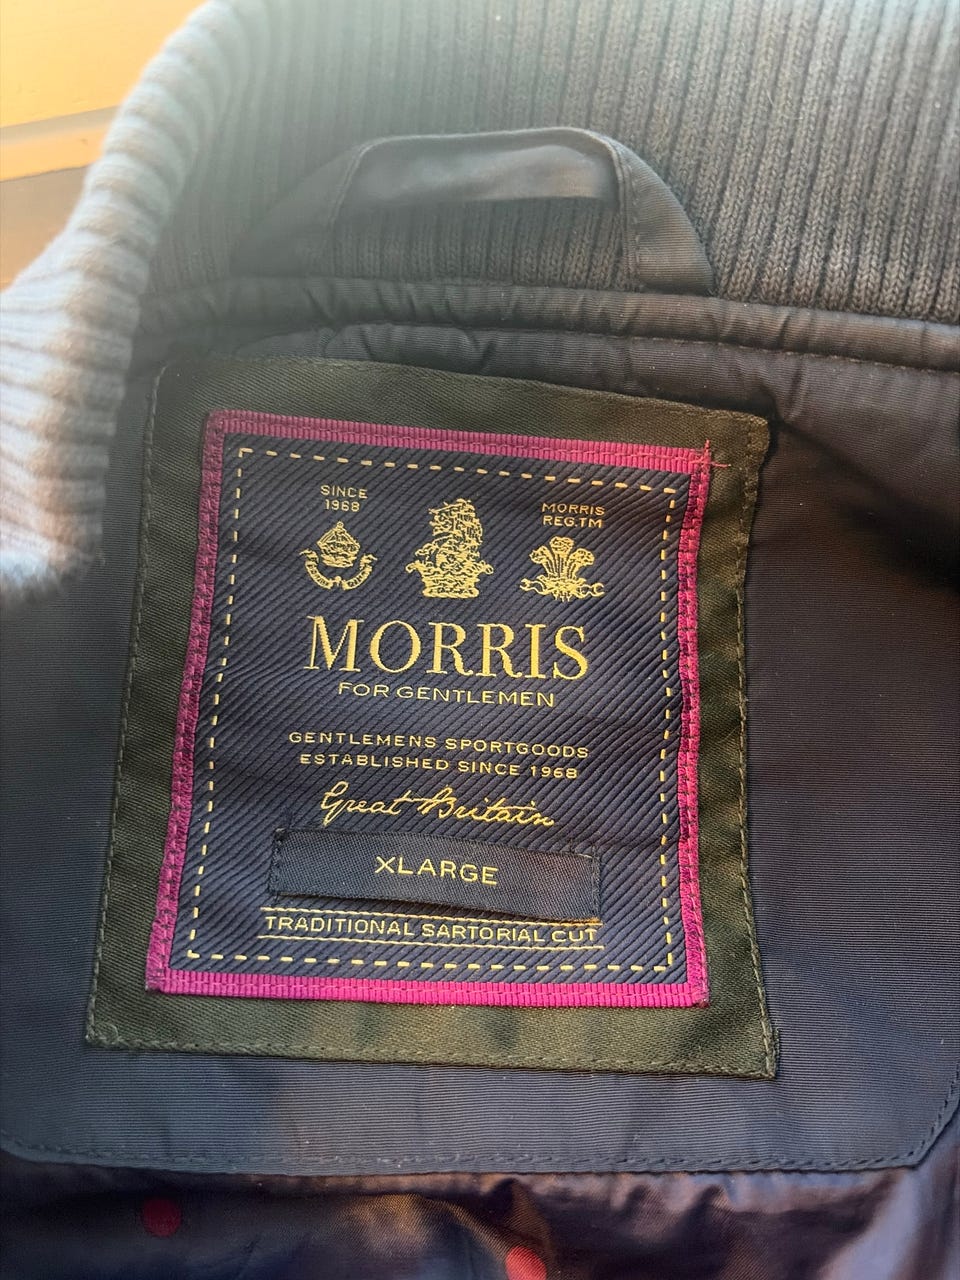 SINCE
1968
MORRIS
REG.TM
MORRIS
FOR GENTLEMEN
GENTLEMENS SPORTGOODS
ESTABLISHED SINCE 1968
Great Britain
XLARGE
TRADITIONAL SARTORIAL CUT